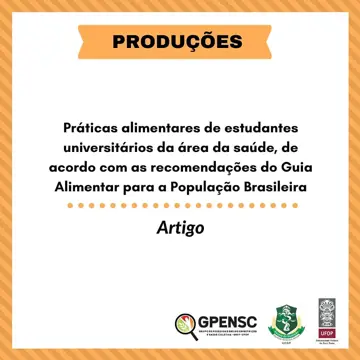 PRODUÇÕES
Práticas alimentares de estudantes
universitários da área da saúde, de
acordo com as recomendações do Guia
Alimentar para a População Brasileira
Artigo
GPENSC
UFOP